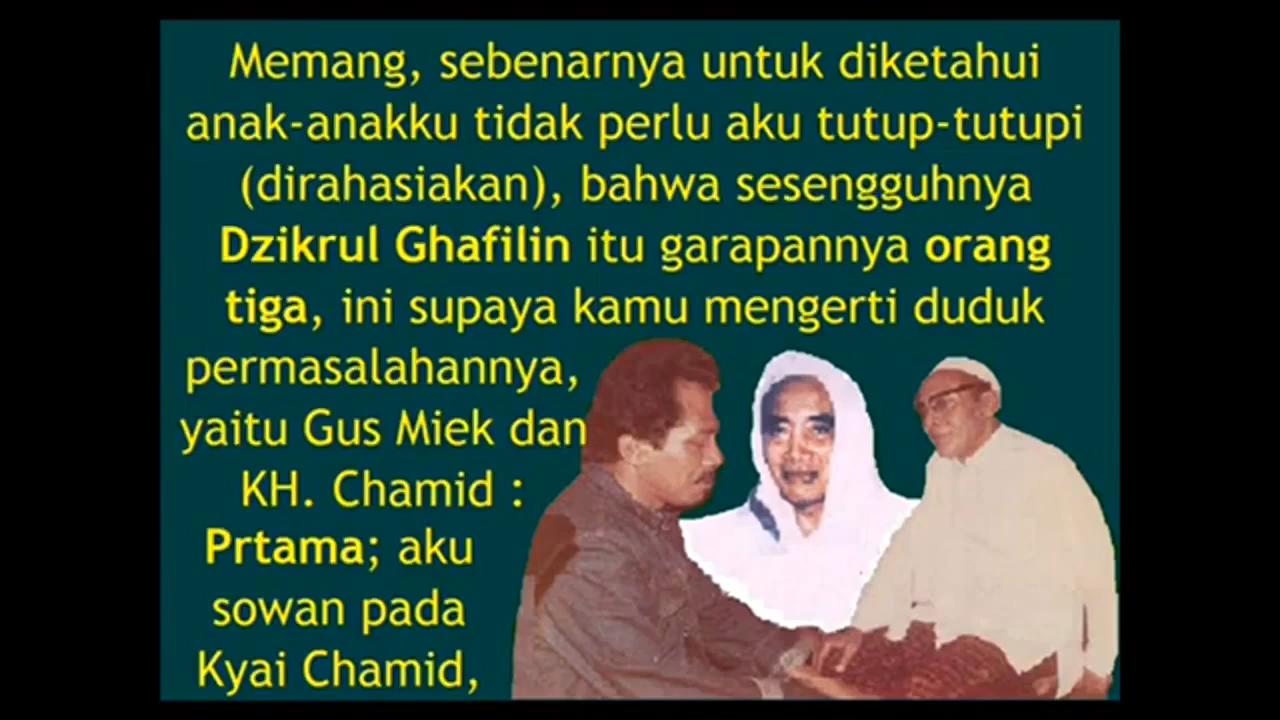 Memang, sebenarnya untuk diketahui
anak-anakku tidak perlu aku tutup-tutupi
(dirahasiakan), bahwa sesengguhnya
Dzikrul Ghafilin itu garapannya orang
tiga, ini supaya kamu mengerti duduk
permasalahannya,
yaitu Gus Miek dan
KH. Chamid :
Prtama; aku
sowan pada
Kyai Chamid,